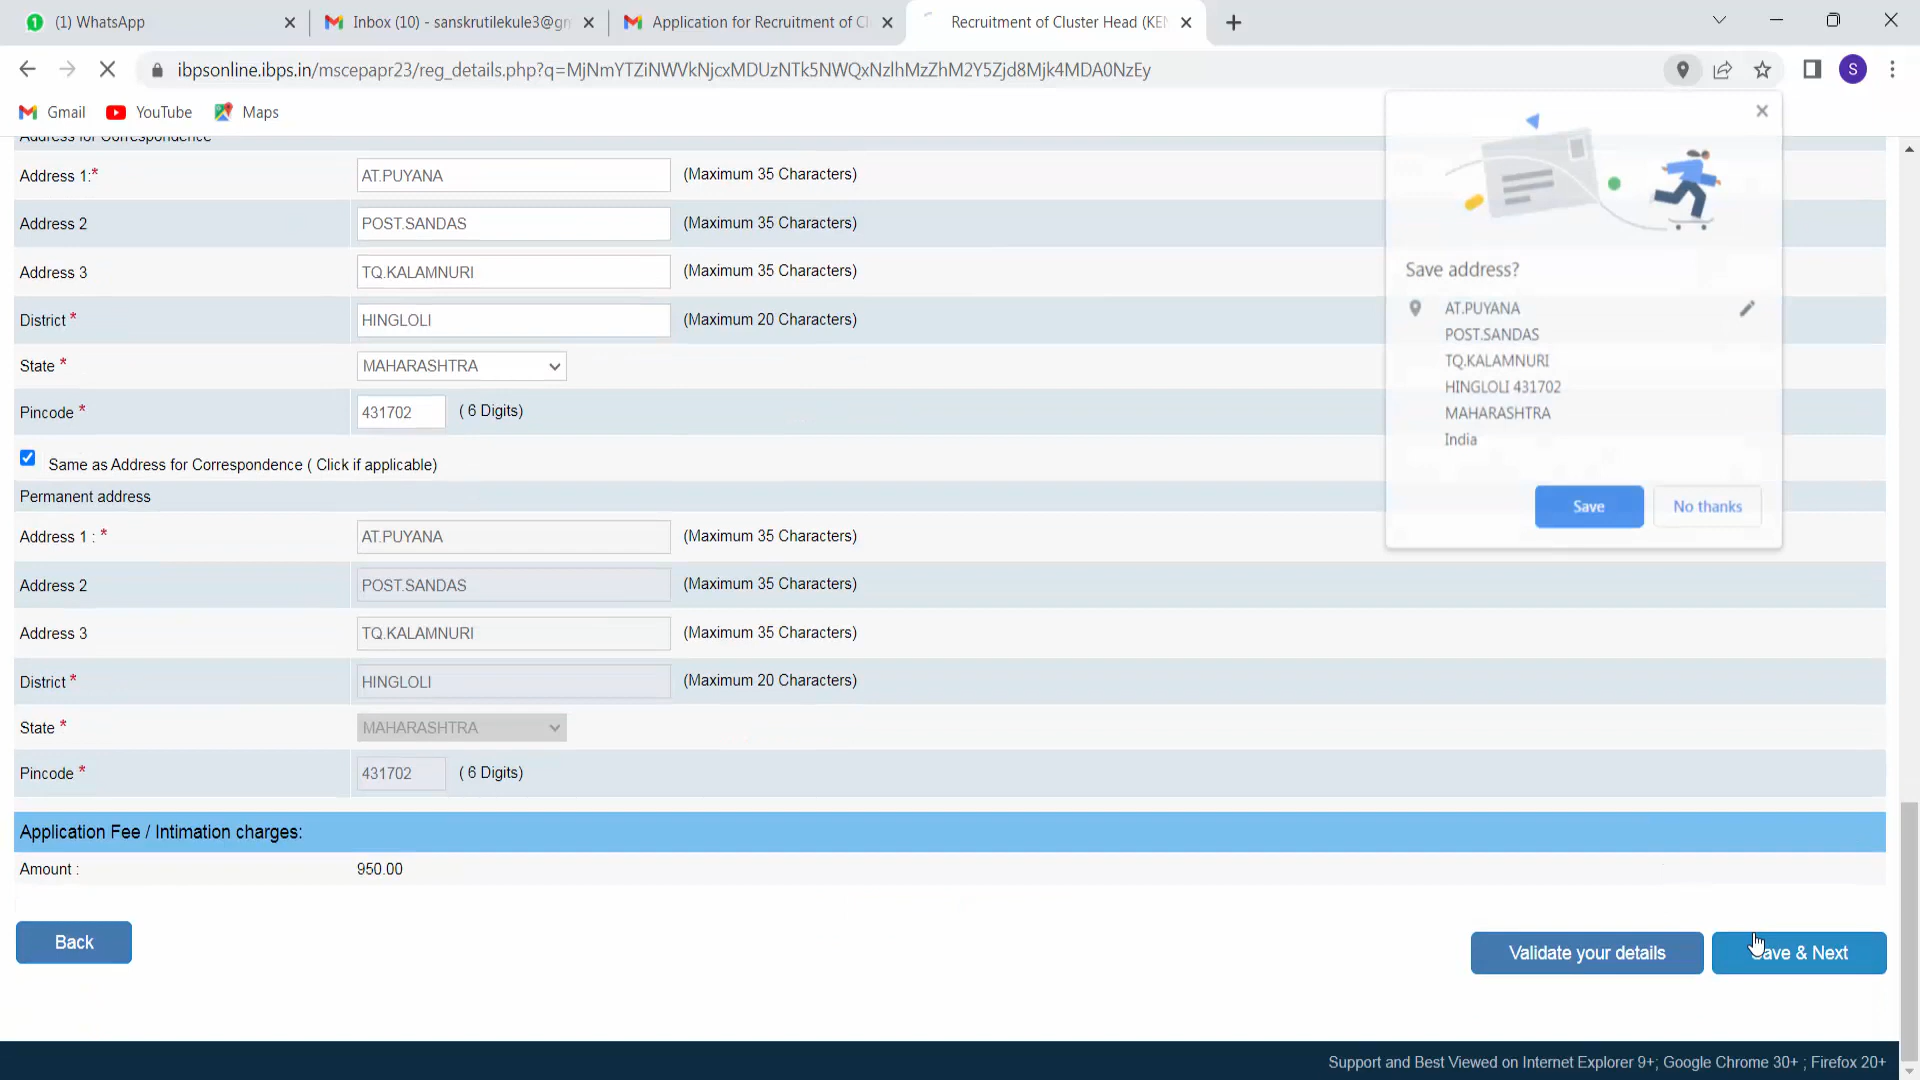 (1) WhatsApp
Inbox (10) - sanskrutilekule3@gm
Application for Recruitment of Cl
Recruitment of Cluster Head (KEN
ibpsonline.ibps.in/mscepapr23/reg_details.php?q=MjNmYTZiNWVkNjcxMDUzNTk5NWQxNzlhMzZhM2Y5Zjd8Mjk4MDA0NzEy
S
Gmail YouTube Maps
Address for Correspondence
Address 1:* AT.PUYANA (Maximum 35 Characters)
Address 2 POST.SANDAS (Maximum 35 Characters)
Address 3 TQ.KALAMNURI (Maximum 35 Characters)
District * HINGLOLI (Maximum 20 Characters)
State * MAHARASHTRA
Pincode * 431702 ( 6 Digits)
Same as Address for Correspondence ( Click if applicable)
Permanent address
Address 1 : * AT.PUYANA (Maximum 35 Characters)
Address 2 POST.SANDAS (Maximum 35 Characters)
Address 3 TQ.KALAMNURI (Maximum 35 Characters)
District * HINGLOLI (Maximum 20 Characters)
State * MAHARASHTRA
Pincode * 431702 ( 6 Digits)
Application Fee / Intimation charges:
Amount : 950.00
Back
Validate your details
Save & Next
Save address?
AT.PUYANA
POST.SANDAS
TQ.KALAMNURI
HINGLOLI 431702
MAHARASHTRA
India
Save
No thanks
Support and Best Viewed on Internet Explorer 9+; Google Chrome 30+ ; Firefox 20+